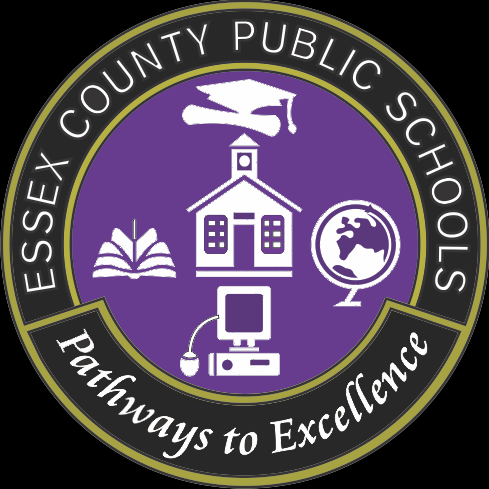 ESSEX COUNTY PUBLIC SCHOOLS
Pathways to Excellence